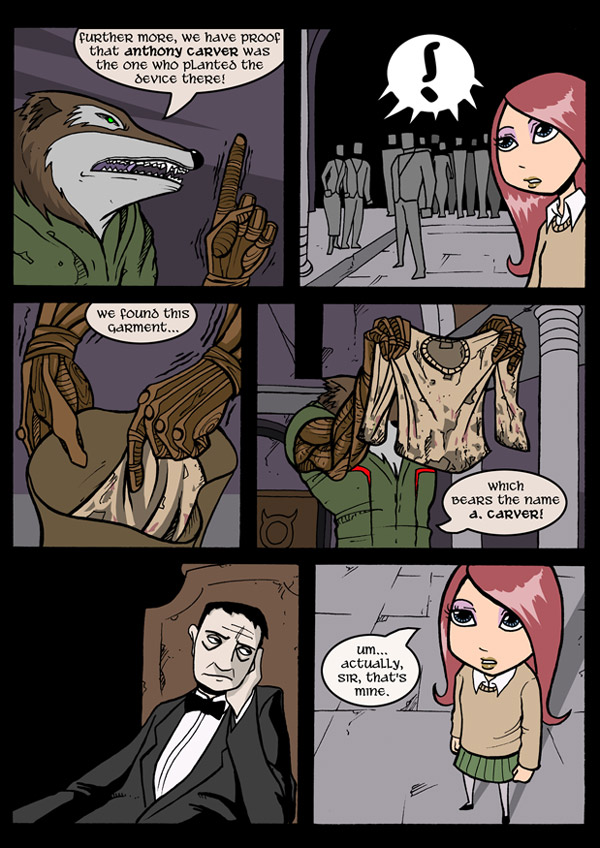 further more, we have proof
that anthony carver was
the one who planted the
device there!
!
we found this
garment...
which
bears the name
a. carver!
um...
actually,
sir, that's
mine.